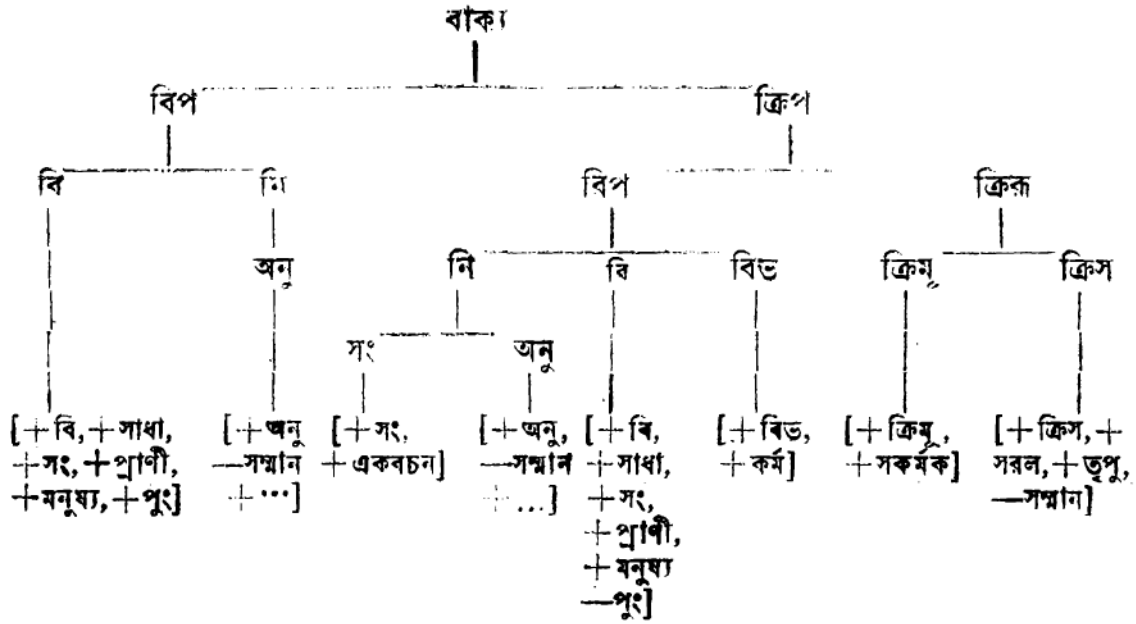 বাক্য
বিপ ক্রিপ
বি নি বিপ ক্রিরূ
অনু নি বি বিভ ক্রিমূ ক্রিস
সং অনু
[+বি, +সাধা, [+অনু [+সং, [+অনু, [+বি, [+বিভ, [+ক্রিমূ, [+ক্রিস, +
+সং, +প্রাণী, —সম্মান +একবচন] —সম্মান +সাধা, +কর্ম] +সকর্মক] সরল, +তৃপু,
+মনুষ্য, +পুং] +...] +...] +সং, —সম্মান]
+প্রাণী,
+মনুষ্য
—পুং]